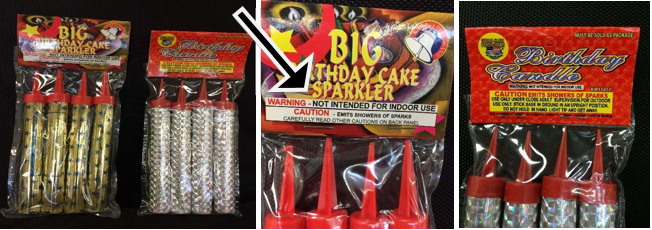 BIG
BIRTHDAY CAKE
SPARKLER
Birthday
Candle
BIG
BIRTHDAY CAKE
SPARKLER
WARNING - NOT INTENDED FOR INDOOR USE
CAUTION - EMITS SHOWERS OF SPARKS
CAREFULLY READ OTHER CAUTIONS ON BACK PANEL
MUST BE SOLD AS PACKAGE
Birthday
Candle
WARNING NOT INTENDED FOR INDOOR USE
CAUTION EMITS SHOWERS OF SPARKS
USE ONLY UNDER CLOSE ADULT SUPERVISION FOR OUTDOOR
USE ONLY. STICK BASE IN GROUND IN AN UPRIGHT POSITION.
DO NOT HOLD IN HAND. LIGHT TIP AND GET AWAY.